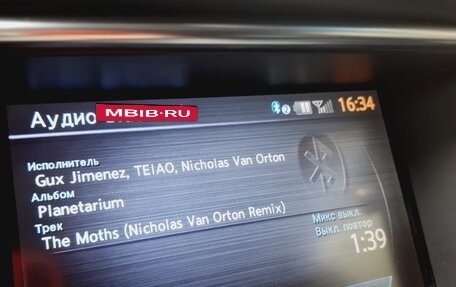 Аудио
MBIB·RU
2
16:34
Исполнитель
Gux Jimenez, TEIAO, Nicholas Van Orton
Альбом
Planetarium
Трек
The Moths (Nicholas Van Orton Remix)
Микс выкл.
Выкл. повтор
1:39